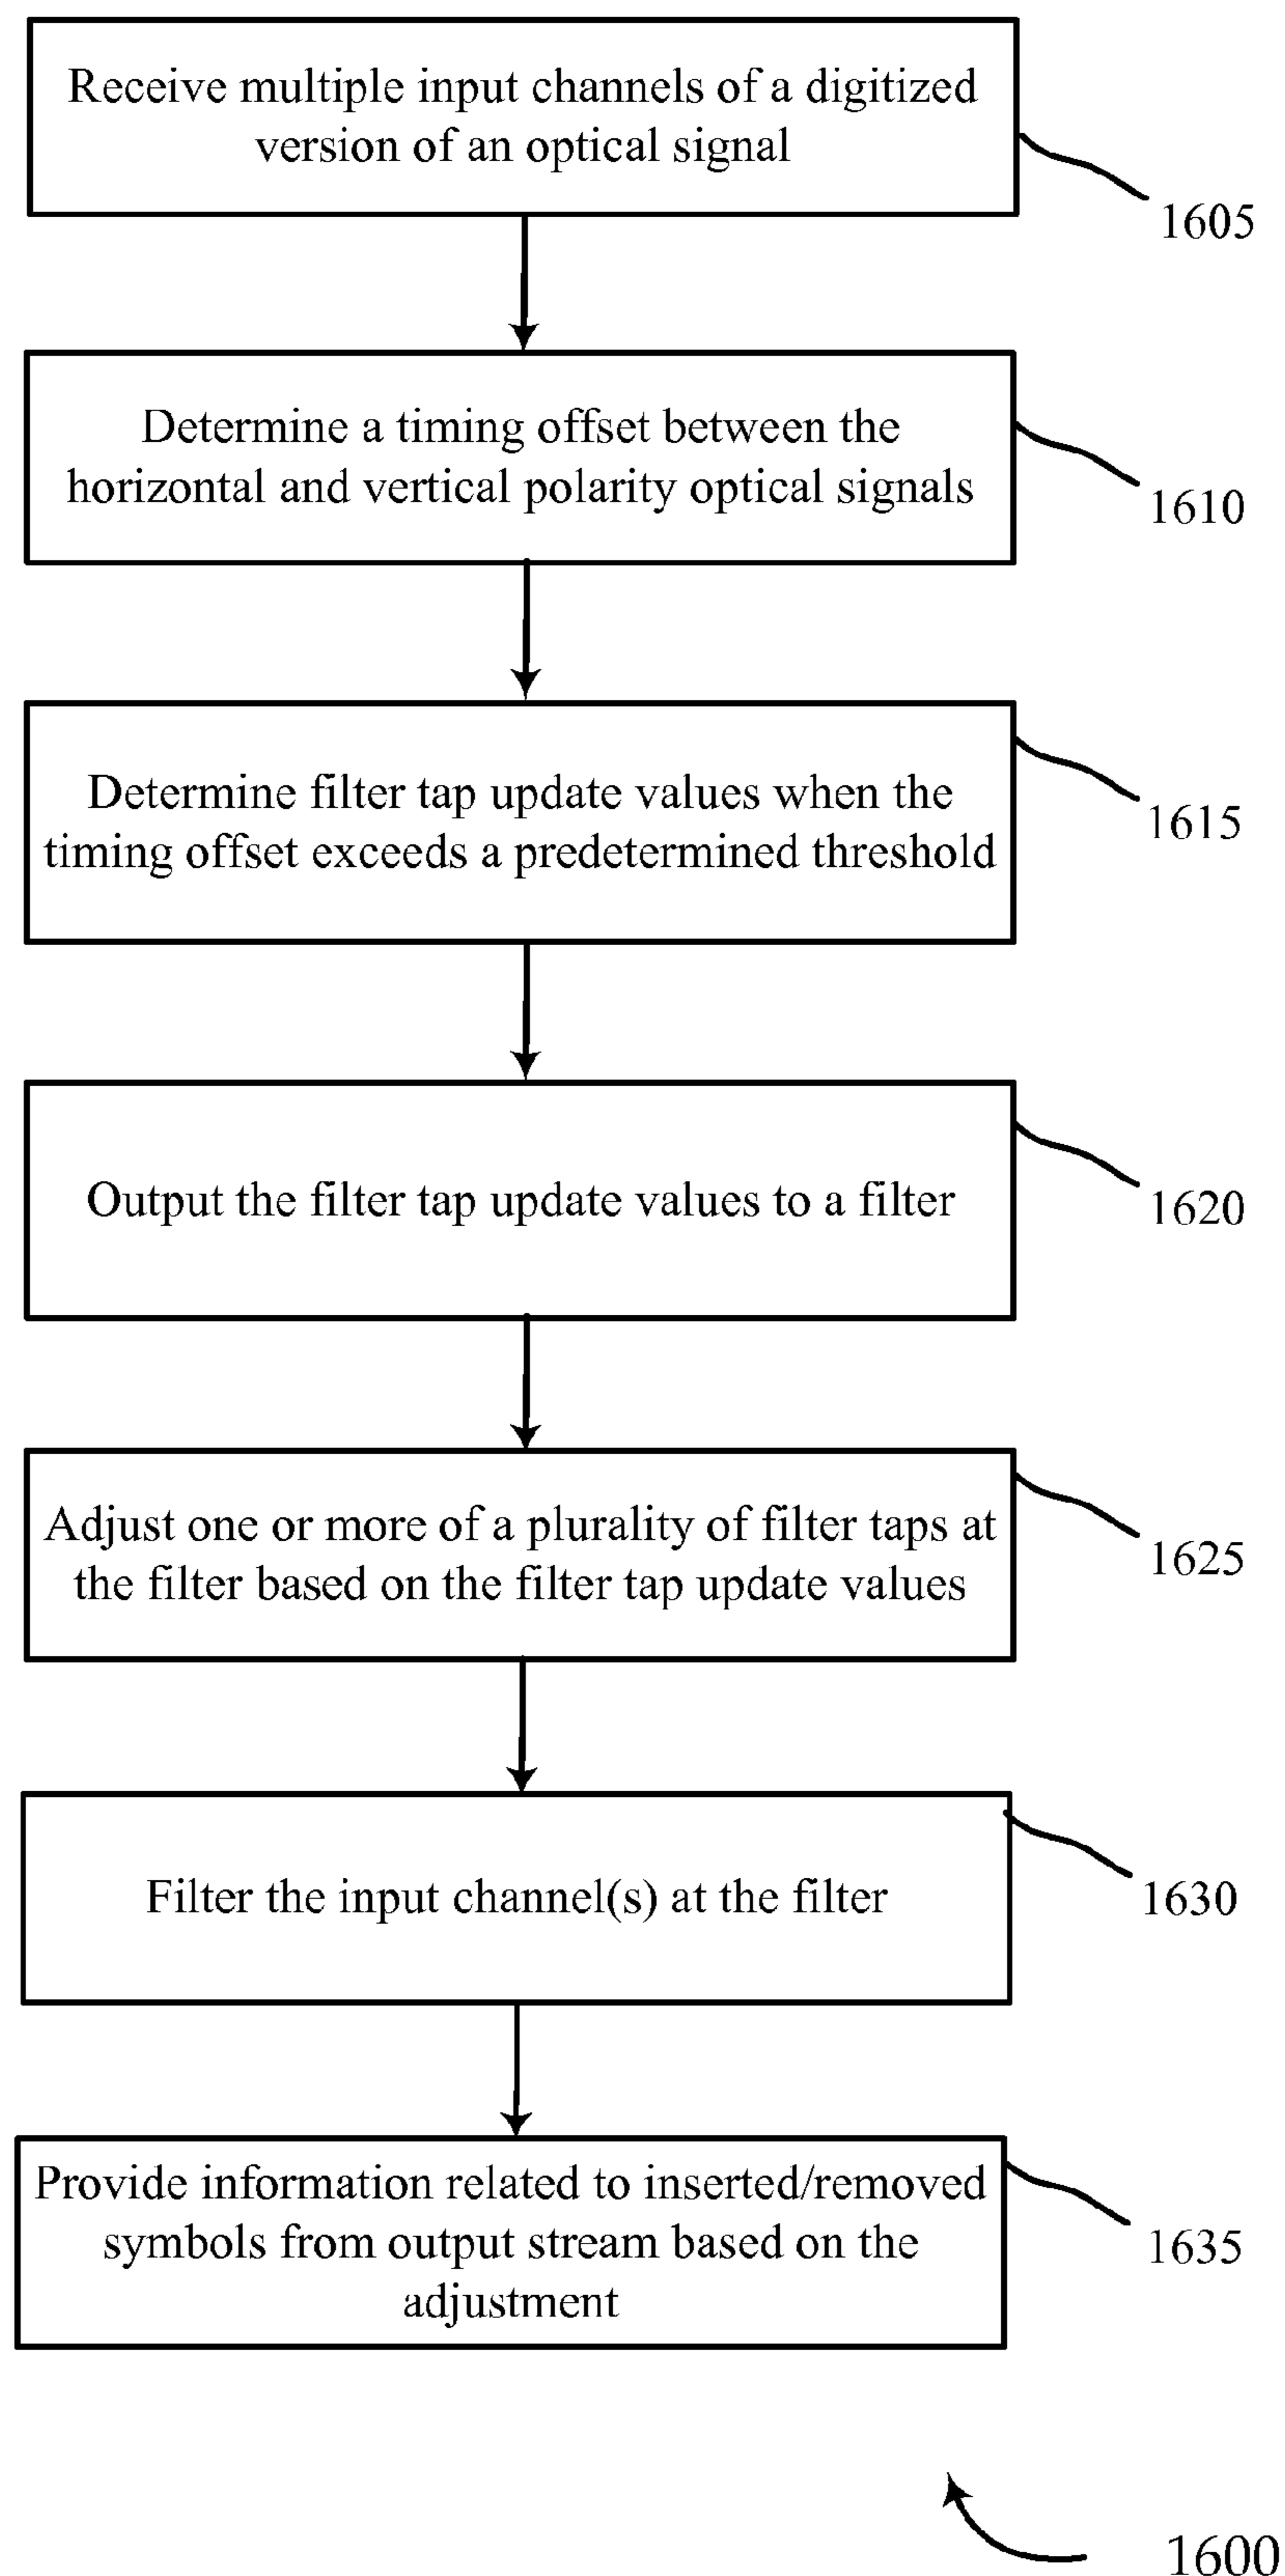 Receive multiple input channels of a digitized
version of an optical signal
1605
Determine a timing offset between the
horizontal and vertical polarity optical signals
1610
Determine filter tap update values when the
timing offset exceeds a predetermined threshold
1615
Output the filter tap update values to a filter
1620
Adjust one or more of a plurality of filter taps at
the filter based on the filter tap update values
1625
Filter the input channel(s) at the filter
1630
Provide information related to inserted/removed
symbols from output stream based on the
adjustment
1635
1600